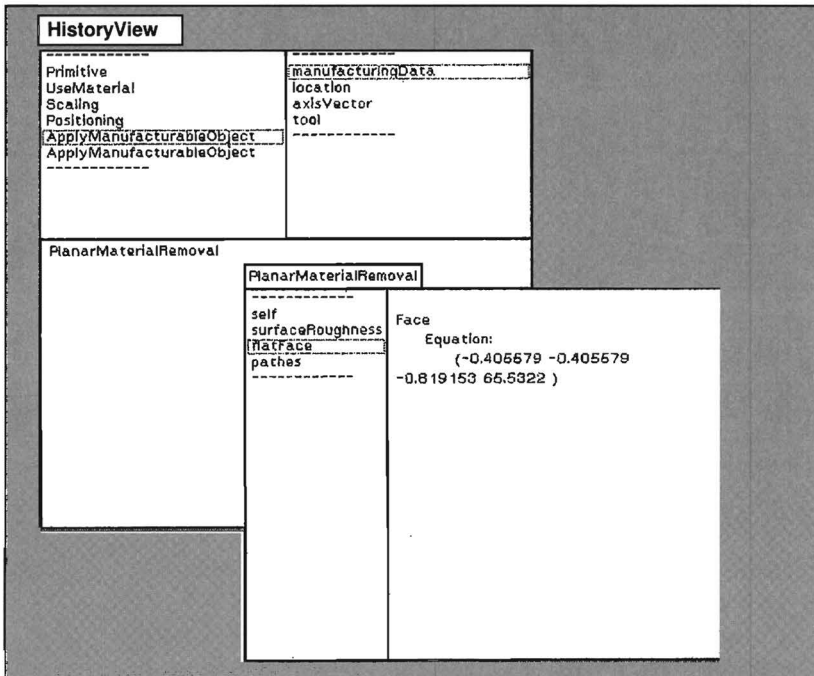 HistoryView
------------
Primitive
UseMaterial
Scaling
Positioning
ApplyManufacturableObject
ApplyManufacturableObject
------------
------------
manufacturingData
location
axisVector
tool
------------
PlanarMaterialRemoval
PlanarMaterialRemoval
------------
self
surfaceRoughness
flatFace
pathes
------------
Face
Equation:
(-0.405579 -0.405579
-0.819153 65.5322 )